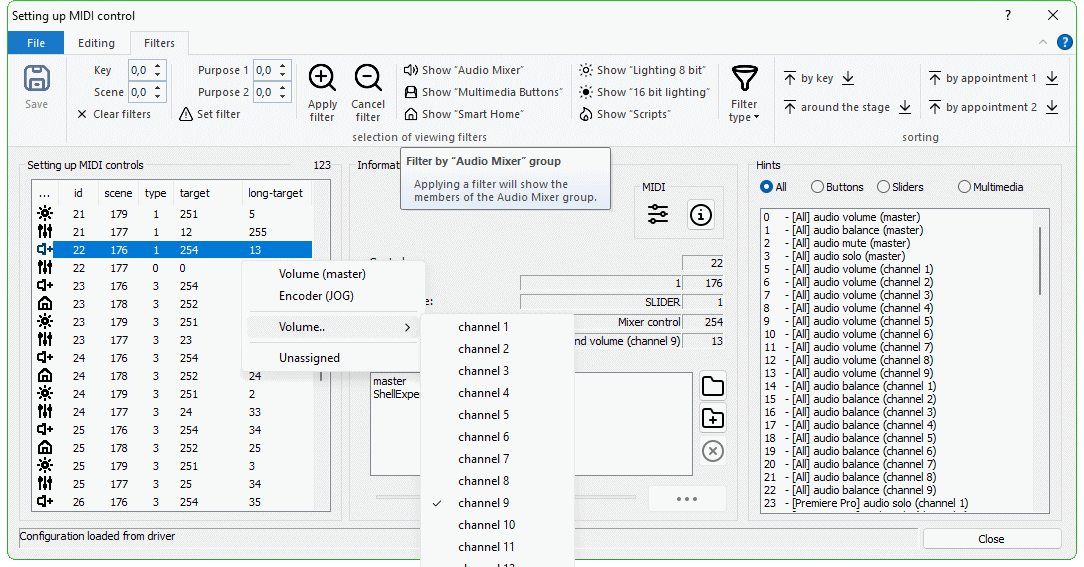 Setting up MIDI control
?
File Editing Filters
?
Save
Key 0,0 Purpose 1 0,0
Scene 0,0 Purpose 2 0,0
Clear filters Set filter
Apply filter
Cancel filter
Show "Audio Mixer" Show "Lighting 8 bit"
Show "Multimedia Buttons" Show "16 bit lighting"
Show "Smart Home" Show "Scripts"
selection of viewing filters
Filter type
by key by appointment 1
around the stage by appointment 2
sorting
Filter by "Audio Mixer" group
Applying a filter will show the
members of the Audio Mixer group.
Setting up MIDI controls 123
... id scene type target long-target
21 179 1 251 5
21 177 1 12 255
22 176 1 254 13
22 177 0 0
23 176 3 254
23 178 3 252
23 179 3 251
23 177 3 23
24 176 3 254
24 178 3 252 24
24 179 3 251 2
24 177 3 24 33
24 176 3 254 34
25 178 3 252 25
25 179 3 251 3
25 177 3 25 34
26 176 3 254 35
Volume (master)
Encoder (JOG)
Volume..
Unassigned
channel 1
channel 2
channel 3
channel 4
channel 5
channel 6
channel 7
channel 8
channel 9
channel 10
channel 11
MIDI
22
1 176
e: SLIDER 1
Mixer control 254
nd volume (channel 9) 13
master
ShellExpe
Hints
All Buttons Sliders Multimedia
0 - [All] audio volume (master)
1 - [All] audio balance (master)
2 - [All] audio mute (master)
3 - [All] audio solo (master)
5 - [All] audio volume (channel 1)
6 - [All] audio volume (channel 2)
7 - [All] audio volume (channel 3)
8 - [All] audio volume (channel 4)
9 - [All] audio volume (channel 5)
10 - [All] audio volume (channel 6)
11 - [All] audio volume (channel 7)
12 - [All] audio volume (channel 8)
13 - [All] audio volume (channel 9)
14 - [All] audio balance (channel 1)
15 - [All] audio balance (channel 2)
16 - [All] audio balance (channel 3)
17 - [All] audio balance (channel 4)
18 - [All] audio balance (channel 5)
19 - [All] audio balance (channel 6)
20 - [All] audio balance (channel 7)
21 - [All] audio balance (channel 8)
22 - [All] audio balance (channel 9)
23 - [Premiere Pro] audio solo (channel 1)
Configuration loaded from driver
Close